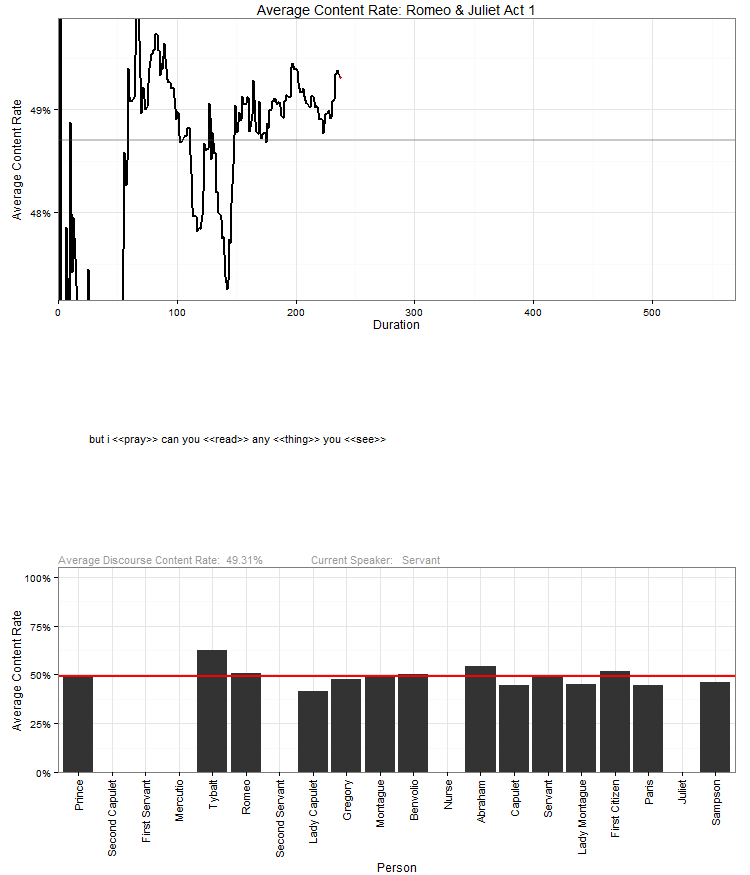 Average Content Rate: Romeo & Juliet Act 1
Average Content Rate
49%
48%
0 100 200 300 400 500
Duration
but i <<pray>> can you <<read>> any <<thing>> you <<see>>
Average Discourse Content Rate: 49.31% Current Speaker: Servant
Average Content Rate
100%
75%
50%
25%
0%
Prince
Second Capulet
First Servant
Mercutio
Tybalt
Romeo
Second Servant
Lady Capulet
Gregory
Montague
Benvolio
Nurse
Abraham
Capulet
Servant
Lady Montague
First Citizen
Paris
Juliet
Sampson
Person